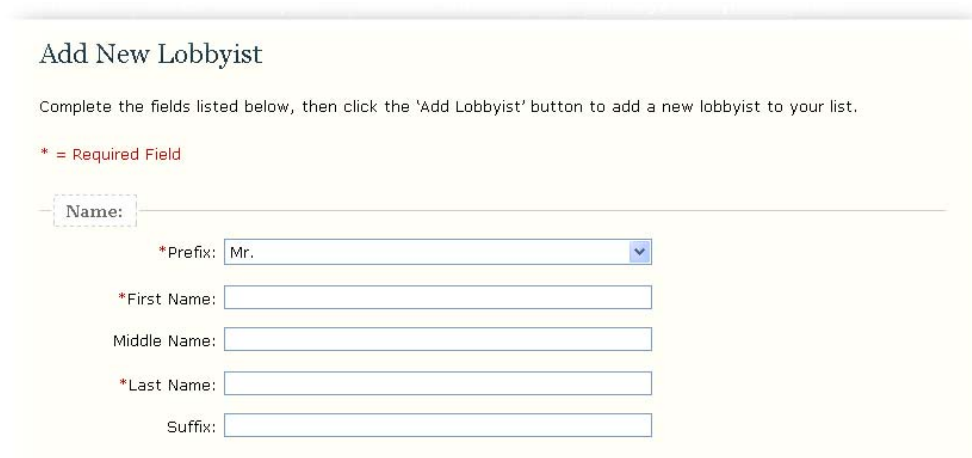 Add New Lobbyist
Complete the fields listed below, then click the ‘Add Lobbyist’ button to add a new lobbyist to your list.
* = Required Field
Name:
*Prefix: Mr.
*First Name:
Middle Name:
*Last Name:
Suffix: